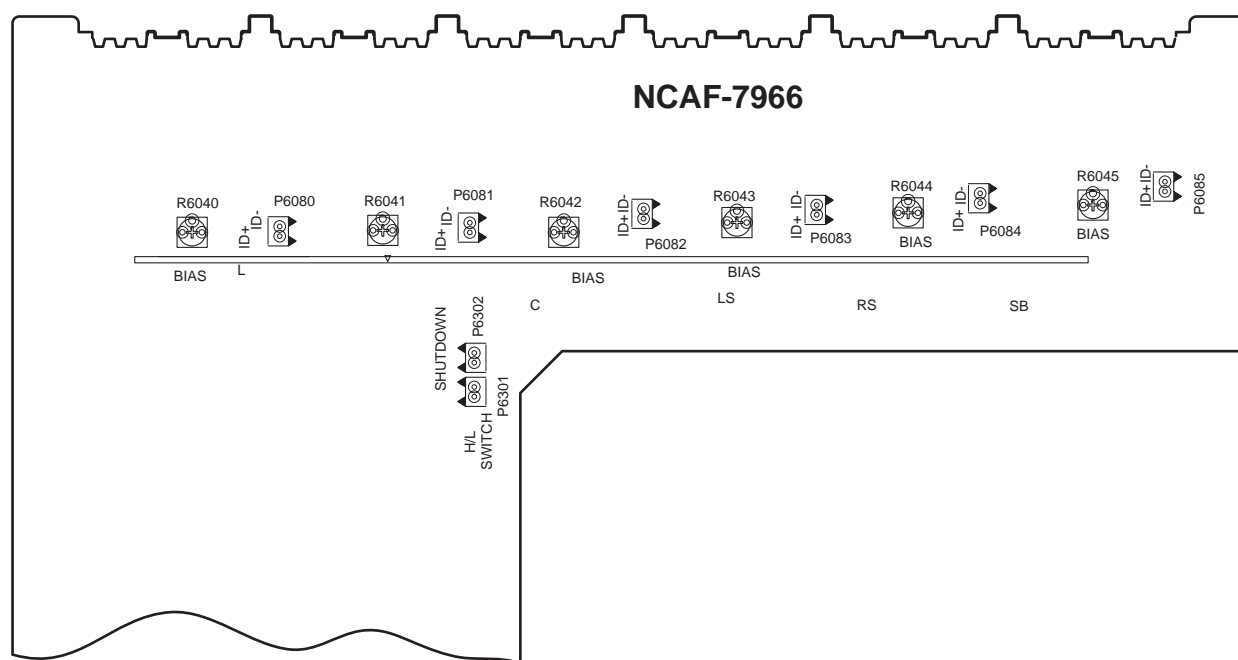 NCAF-7966
R6040
P6080
ID+ ID-
BIAS
L
R6041
P6081
ID+ ID-
R6042
ID+ID-
P6082
BIAS
C
R6043
ID+ ID-
P6083
BIAS
LS
R6044
ID+ ID-
P6084
BIAS
RS
R6045
ID+ID-
P6085
BIAS
SB
SHUTDOWN
P6302
P6301
H/L
SWITCH